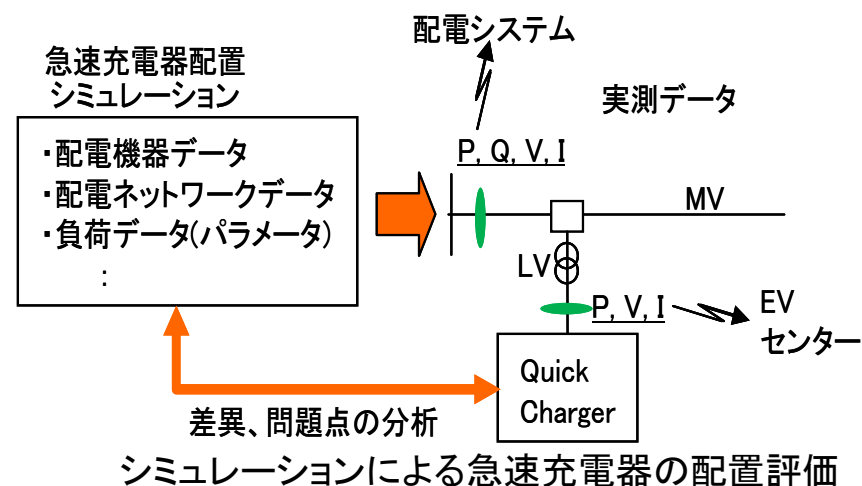 配電システム
急速充電器配置
シミュレーション
実測データ
・配電機器データ
・配電ネットワークデータ
・負荷データ(パラメータ)
:
P, Q, V, I
MV
LV
P, V, I
EV
センター
Quick
Charger
差異、問題点の分析
シミュレーションによる急速充電器の配置評価